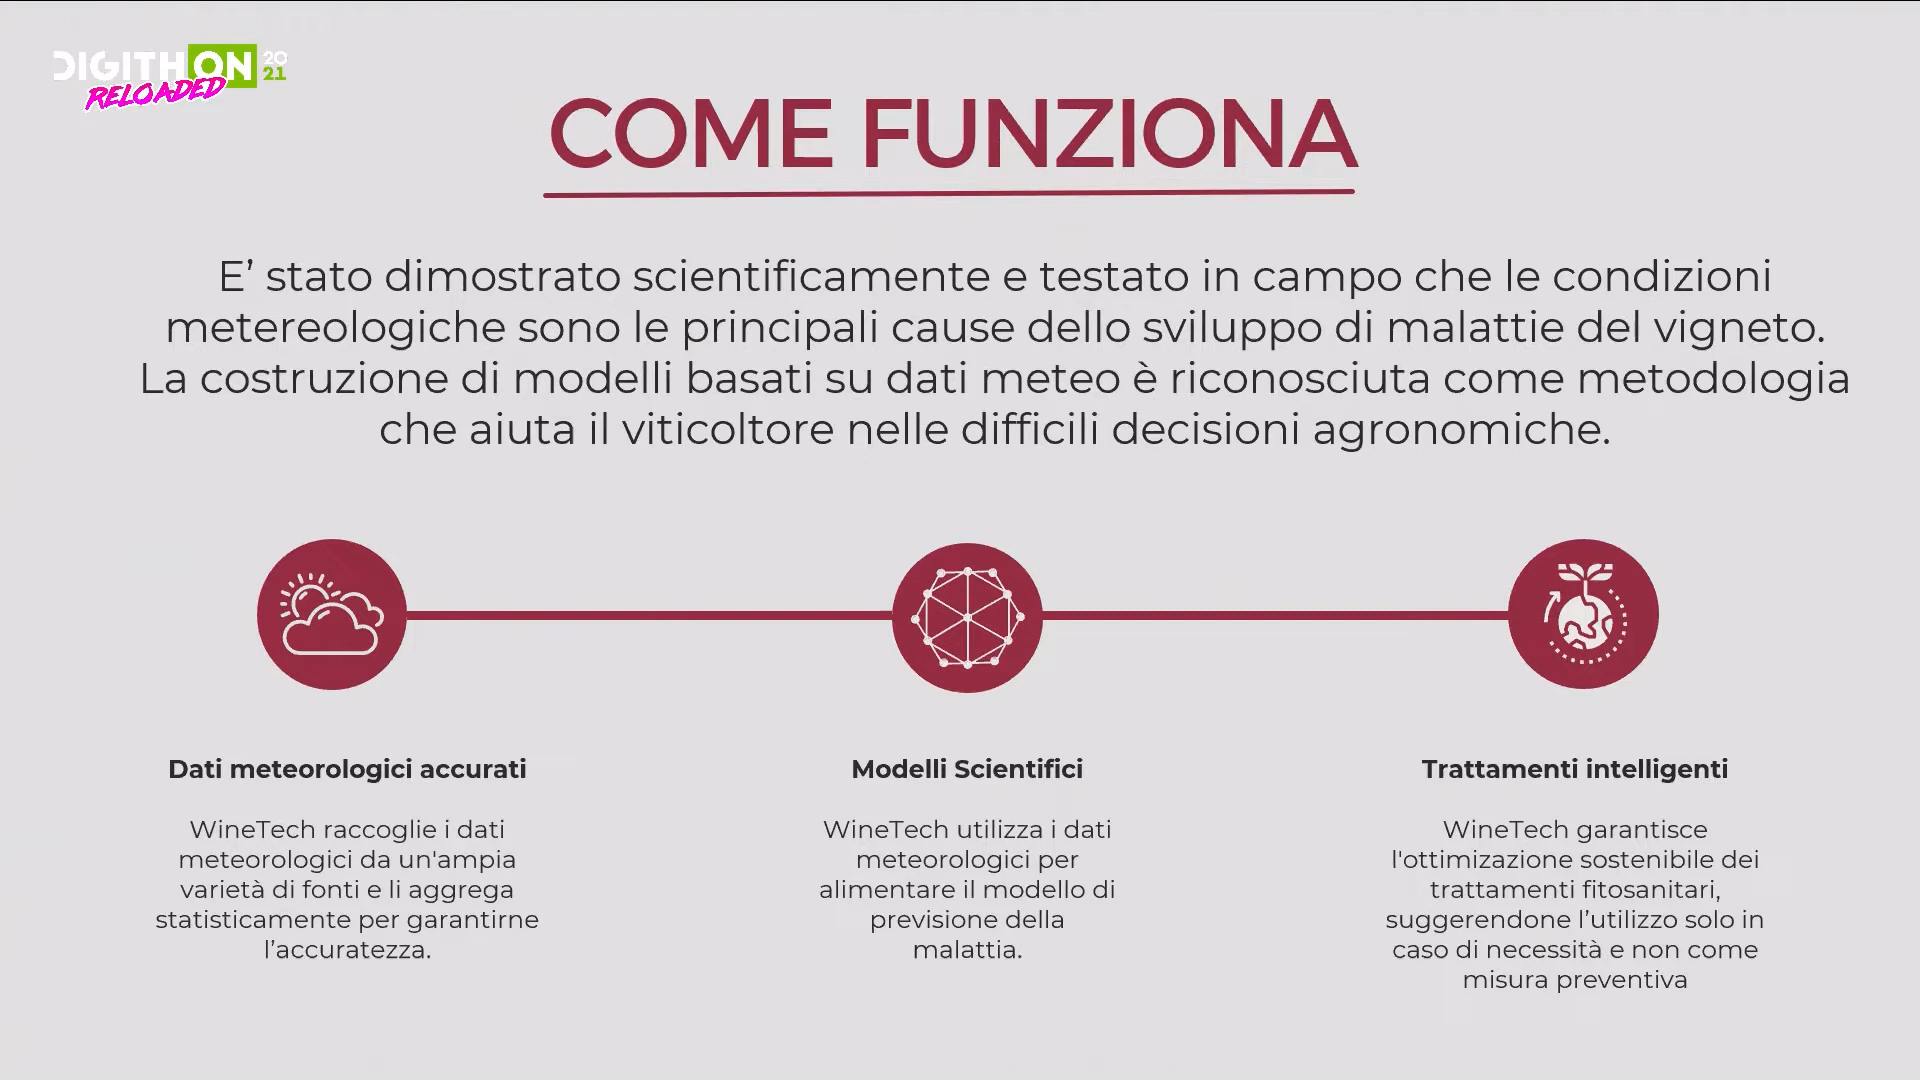 DIGITHON 20
21
RELOADED
COME FUNZIONA
E' stato dimostrato scientificamente e testato in campo che le condizioni
metereologiche sono le principali cause dello sviluppo di malattie del vigneto.
La costruzione di modelli basati su dati meteo è riconosciuta come metodologia
che aiuta il viticoltore nelle difficili decisioni agronomiche.
Dati meteorologici accurati
WineTech raccoglie i dati
meteorologici da un'ampia
varietà di fonti e li aggrega
statisticamente per garantirne
l'accuratezza.
Modelli Scientifici
WineTech utilizza i dati
meteorologici per
alimentare il modello di
previsione della
malattia.
Trattamenti intelligenti
WineTech garantisce
l'ottimizazione sostenibile dei
trattamenti fitosanitari,
suggerendone l'utilizzo solo in
caso di necessità e non come
misura preventiva